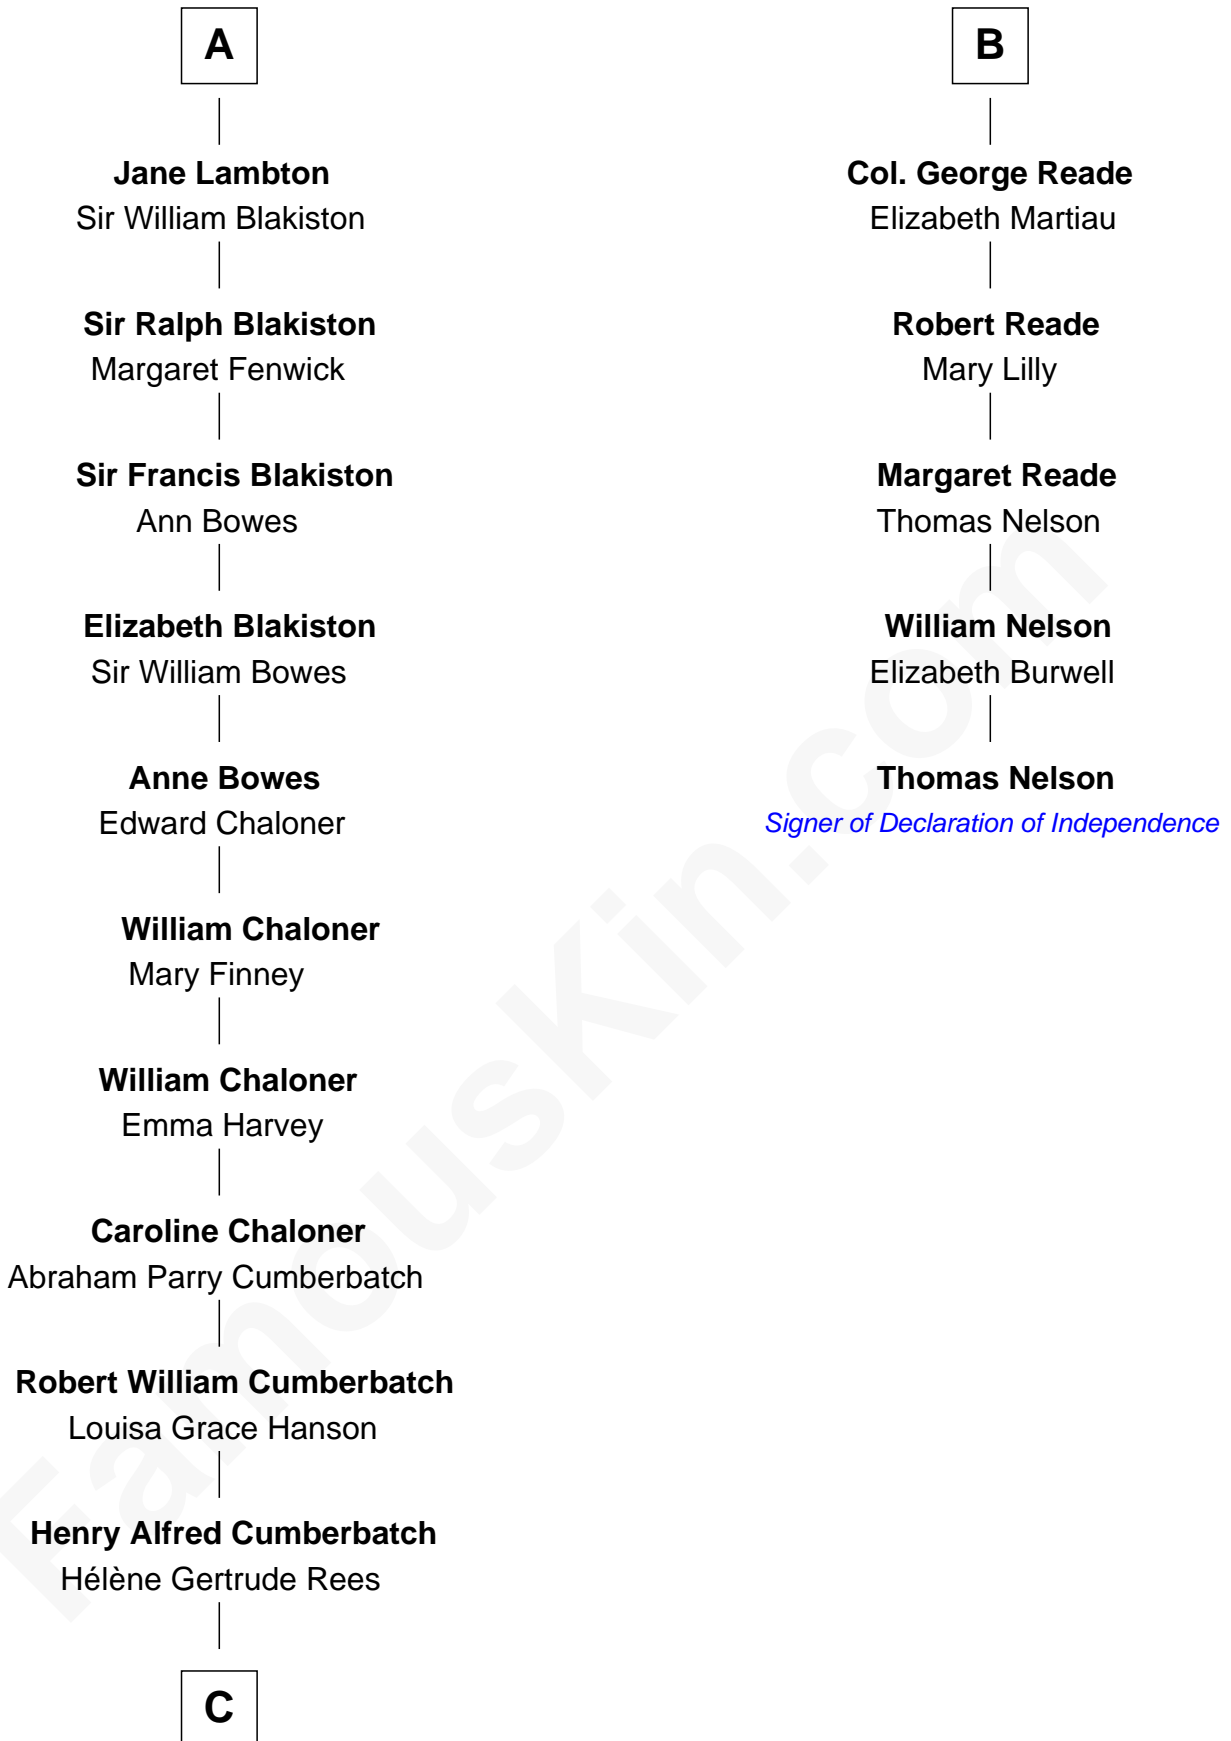 A
Jane Lambton
Sir William Blakiston
Sir Ralph Blakiston
Margaret Fenwick
Sir Francis Blakiston
Ann Bowes
Elizabeth Blakiston
Sir William Bowes
Anne Bowes
Edward Chaloner
William Chaloner
Mary Finney
William Chaloner
Emma Harvey
Caroline Chaloner
Abraham Parry Cumberbatch
Robert William Cumberbatch
Louisa Grace Hanson
Henry Alfred Cumberbatch
Hélène Gertrude Rees
C
B
Col. George Reade
Elizabeth Martiau
Robert Reade
Mary Lilly
Margaret Reade
Thomas Nelson
William Nelson
Elizabeth Burwell
Thomas Nelson
Signer of Declaration of Independence
FamousKin.com